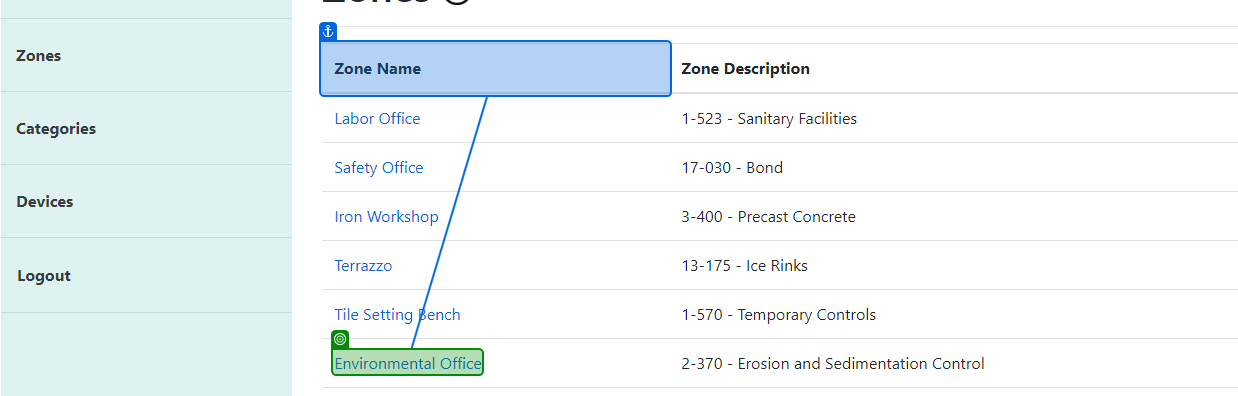 Zones
Zones
Categories
Devices
Logout
Zone Name Zone Description
Labor Office 1-523 - Sanitary Facilities
Safety Office 17-030 - Bond
Iron Workshop 3-400 - Precast Concrete
Terrazzo 13-175 - Ice Rinks
Tile Setting Bench 1-570 - Temporary Controls
Environmental Office 2-370 - Erosion and Sedimentation Control